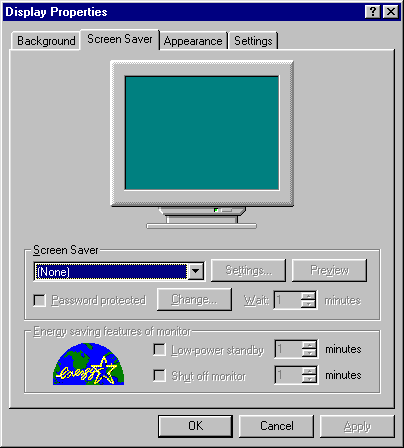 Display Properties
Background Screen Saver Appearance Settings
Screen Saver
(None) Settings... Preview
Password protected Change... Wait: 1 minutes
Energy saving features of monitor
energy
Low-power standby 1 minutes
Shut off monitor 1 minutes
OK Cancel Apply